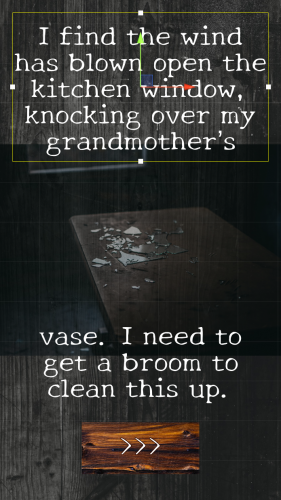 I find the wind
has blown open the
kitchen window,
knocking over my
grandmother's
vase. I need to
get a broom to
clean this up.
>>>